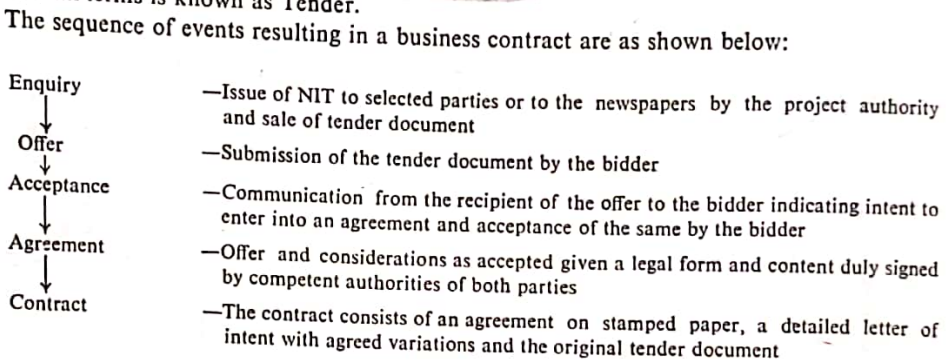 is known as Tender.
The sequence of events resulting in a business contract are as shown below:
Enquiry —Issue of NIT to selected parties or to the newspapers by the project authority
and sale of tender document
Offer —Submission of the tender document by the bidder
Acceptance —Communication from the recipient of the offer to the bidder indicating intent to
enter into an agreement and acceptance of the same by the bidder
Agreement —Offer and considerations as accepted given a legal form and content duly signed
by competent authorities of both parties
Contract —The contract consists of an agreement on stamped paper, a detailed letter of
intent with agreed variations and the original tender document